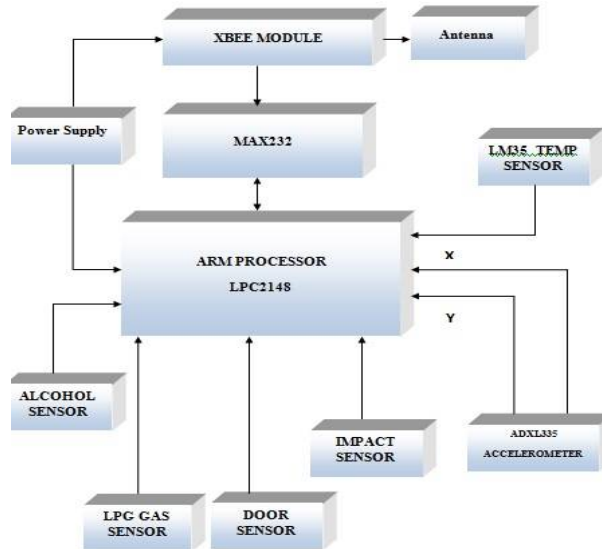 XBEE MODULE
Antenna
Power Supply
MAX232
LM35 TEMP
SENSOR
ARM PROCESSOR
LPC2148
X
Y
ALCOHOL
SENSOR
IMPACT
SENSOR
ADXL335
ACCELEROMETER
LPG GAS
SENSOR
DOOR
SENSOR